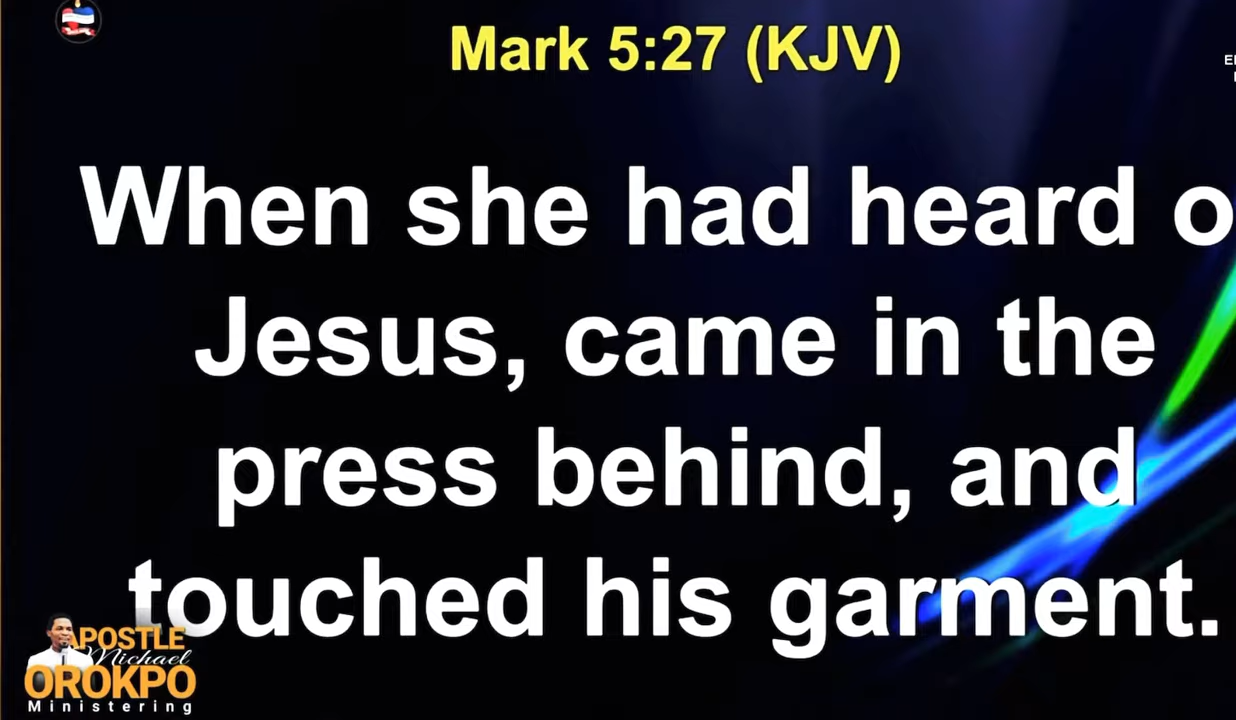 Mark 5:27 (KJV)
When she had heard o
Jesus, came in the
press behind, and
touched his garment.
APOSTLE
Michael
OROKPO
Ministering